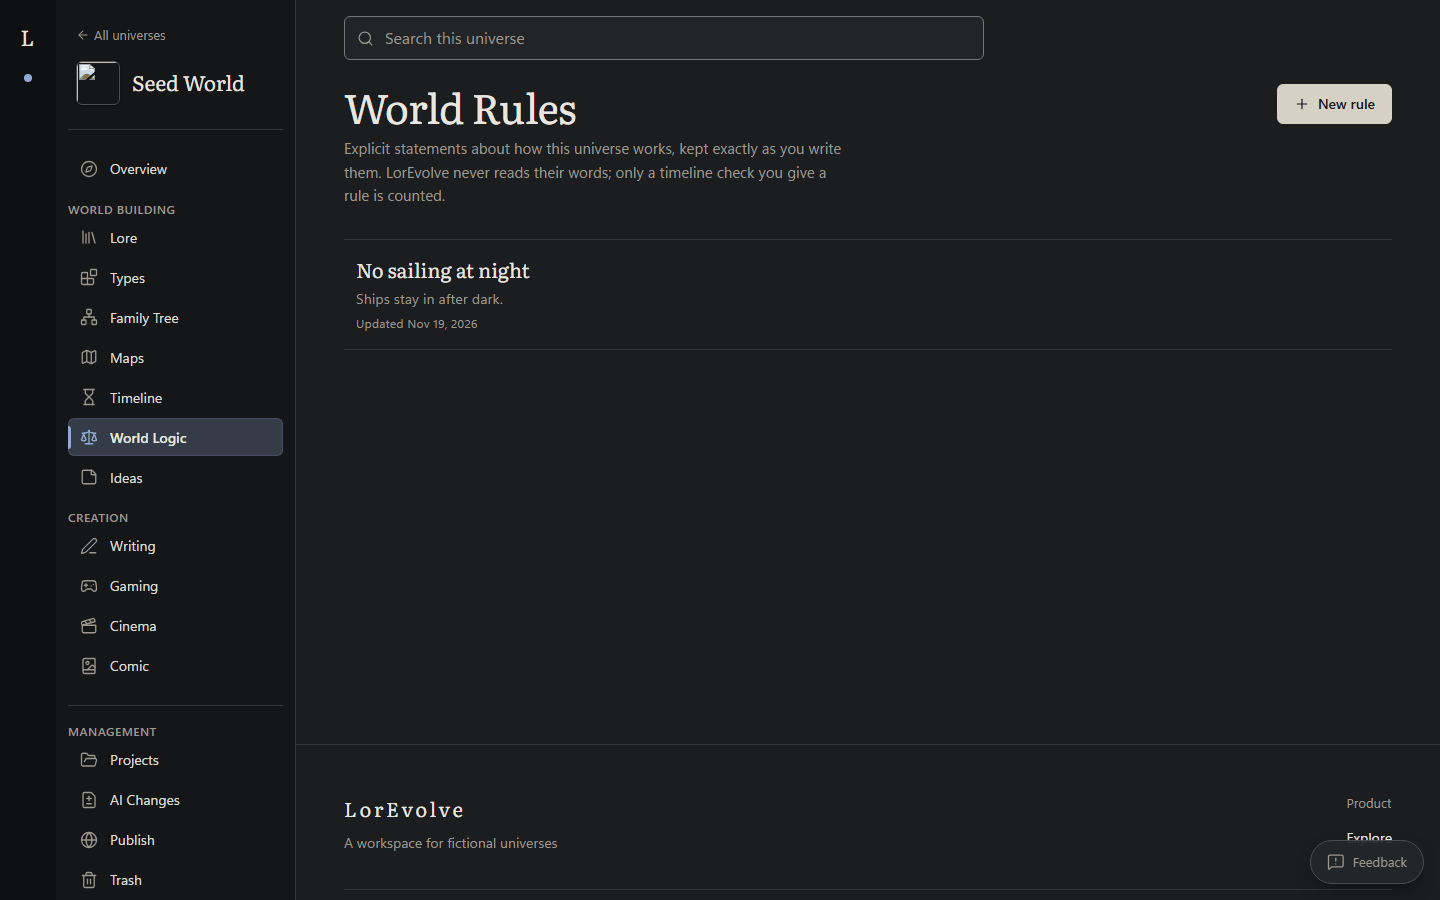 L
All universes
Seed World
Overview
WORLD BUILDING
Lore
Types
Family Tree
Maps
Timeline
World Logic
Ideas
CREATION
Writing
Gaming
Cinema
Comic
MANAGEMENT
Projects
AI Changes
Publish
Trash
Search this universe
World Rules
New rule
Explicit statements about how this universe works, kept exactly as you write
them. LorEvolve never reads their words; only a timeline check you give a
rule is counted.
No sailing at night
Ships stay in after dark.
Updated Nov 19, 2026
LorEvolve
A workspace for fictional universes
Product
Explore
Feedback